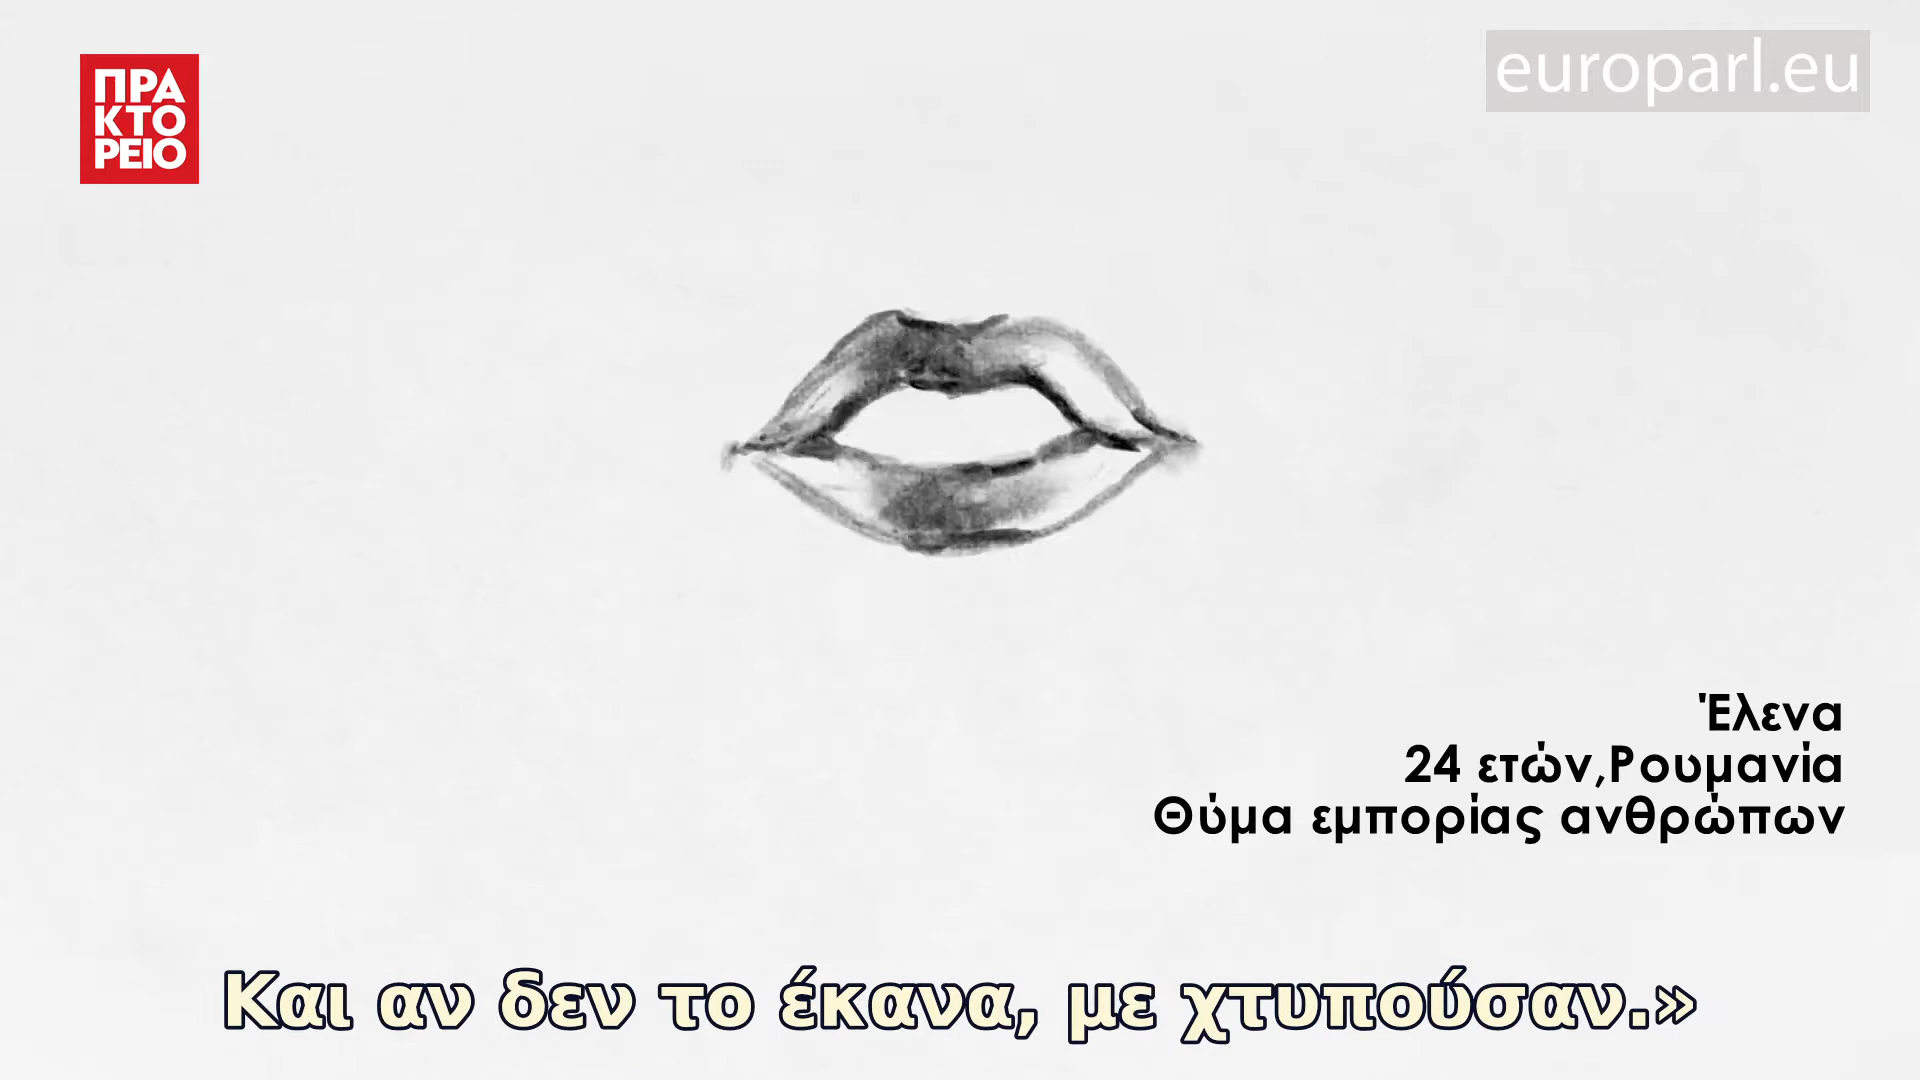 ΠΡΑ
ΚΤΟ
ΡΕΙΟ
europarl.eu
Έλενα
24 ετών,Ρουμανία
Θύμα εμπορίας ανθρώπων
Και αν δεν το έκανα, με χτυπούσαν.»